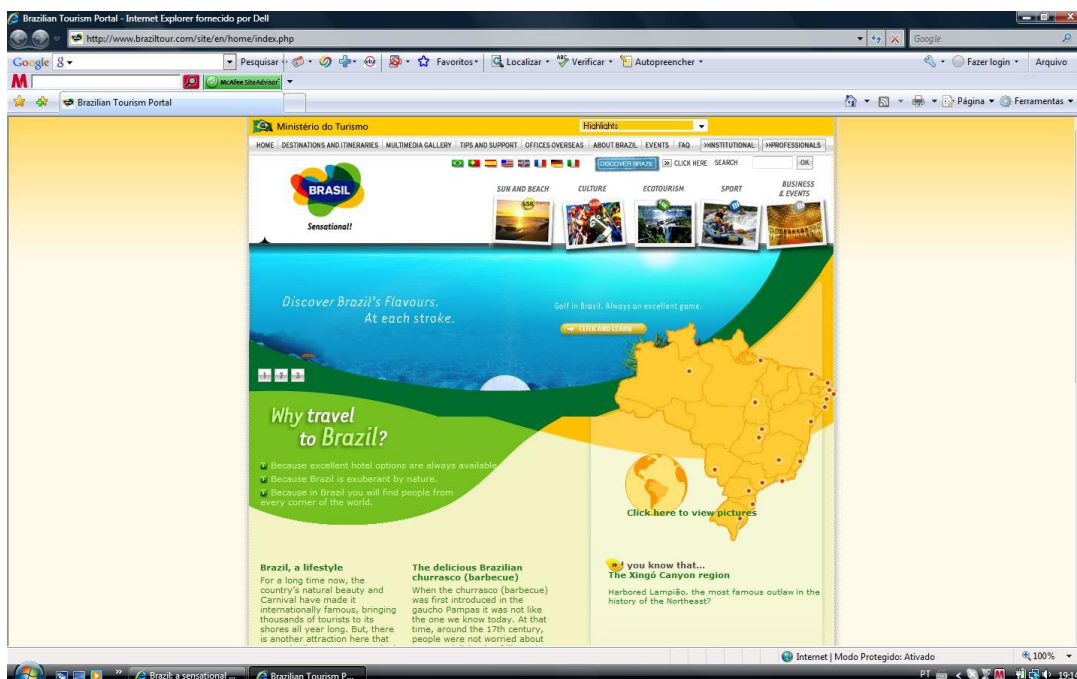 Brazilian Tourism Portal - Internet Explorer fornecido por Dell
http://www.braziltour.com/site/en/home/index.php
Google
Google
Pesquisar
Favoritos
Localizar
Verificar
Autopreencher
Fazer login
Arquivo
M
McAfee SiteAdvisor
Brazilian Tourism Portal
Página
Ferramentas
Ministério do Turismo
Highlights
HOME DESTINATIONS AND ITINERARIES MULTIMEDIA GALLERY TIPS AND SUPPORT OFFICES OVERSEAS ABOUT BRAZIL EVENTS FAQ »INSTITUTIONAL »PROFESSIONALS
DISCOVER BRAZIL » CLICK HERE SEARCH OK
BRASIL
Sensational!
SUN AND BEACH
CULTURE
ECOTOURISM
SPORT
BUSINESS
& EVENTS
Discover Brazil's Flavours.
At each stroke.
Golf in Brazil. Always an excellent game.
CLICK AND LEARN
1 2 3
Why travel
to Brazil?
Because excellent hotel options are always available
Because Brazil is exuberant by nature.
Because in Brazil you will find people from
every corner of the world.
Click here to view pictures
Brazil, a lifestyle
For a long time now, the
country's natural beauty and
Carnival have made it
internationally famous, bringing
thousands of tourists to its
shores all year long. But, there
is another attraction here that
The delicious Brazilian
churrasco (barbecue)
When the churrasco (barbecue)
was first introduced in the
gaucho Pampas it was not like
the one we know today. At that
time, around the 17th century,
people were not worried about
you know that...
The Xingó Canyon region
Harbored Lampião, the most famous outlaw in the
history of the Northeast?
Internet | Modo Protegido: Ativado
100%
Brazil: a sensational ...
Brazilian Tourism P...
PT
19:14